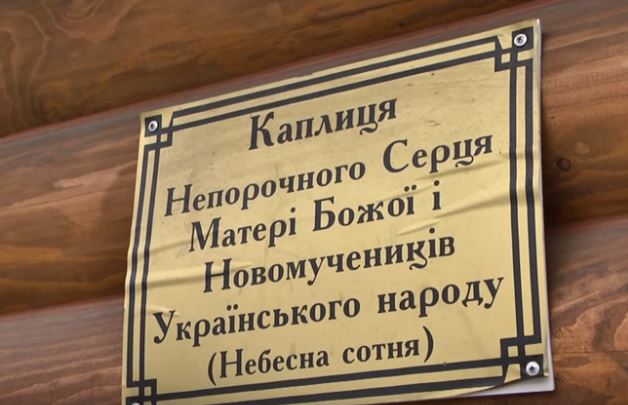 Каплиця
Непорочного Серця
Матері Божої і
Новомучеників
Українського народу
(Небесна сотня)